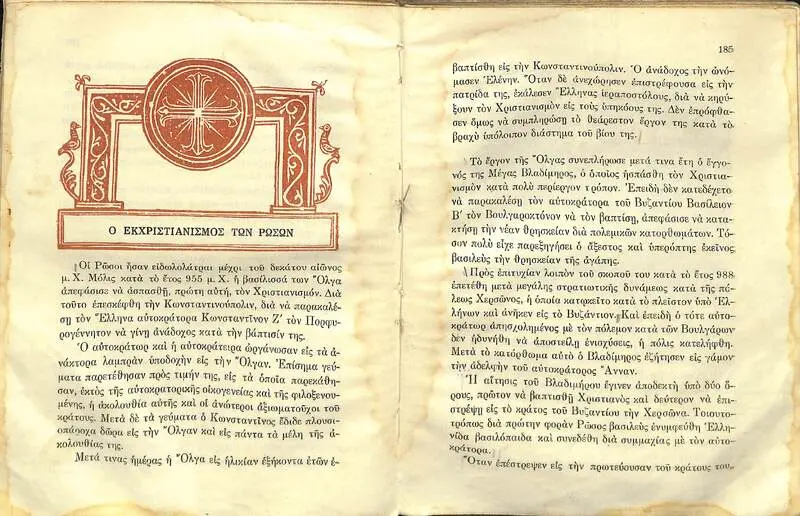 Ο ΕΚΧΡΙΣΤΙΑΝΙΣΜΟΣ ΤΩΝ ΡΩΣΩΝ
Οἱ Ρῶσοι ἦσαν εἰδωλολάτραι μέχρι τοῦ δεκάτου αἰῶνος
μ. Χ. Μόλις κατὰ τὸ ἔτος 955 μ. Χ. ἡ βασίλισσά των Ὄλγα
ἀπεφάσισε νὰ ἀσπασθῇ, πρώτη αὐτή, τὸν Χριστιανισμόν. Διὰ
τοῦτο ἐπεσκέφθη τὴν Κωνσταντινούπολιν, διὰ νὰ παρακαλέ-
σῃ τὸν Ἕλληνα αὐτοκράτορα Κωνσταντῖνον Ζ΄ τὸν Πορφυ-
ρογέννητον νὰ γίνῃ ἀνάδοχος κατὰ τὴν βάπτισίν της.
Ὁ αὐτοκράτωρ καὶ ἡ αὐτοκράτειρα ὠργάνωσαν εἰς τὰ ἀ-
νάκτορα λαμπρὰν ὑποδοχὴν εἰς τὴν Ὄλγαν. Ἐπίσημα γεύ-
ματα παρετέθησαν πρὸς τιμήν της, εἰς τὰ ὁποῖα παρεκάθη-
σαν, ἐκτὸς τῆς αὐτοκρατορικῆς οἰκογενείας καὶ τῆς φιλοξενου-
μένης, ἡ ἀκολουθία αὐτῆς καὶ οἱ ἀνώτεροι ἀξιωματοῦχοι τοῦ
κράτους. Μετὰ δὲ τὰ γεύματα ὁ Κωνσταντῖνος ἔδιδε πλουσι-
οπάροχα δῶρα εἰς τὴν Ὄλγαν καὶ εἰς πάντα τὰ μέλη τῆς ἀ-
κολουθίας της.
Μετά τινας ἡμέρας ἡ Ὄλγα εἰς ἡλικίαν ἑξήκοντα ἐτῶν ἐ-
185
βαπτίσθη εἰς τὴν Κωνσταντινούπολιν. Ὁ ἀνάδοχος τὴν ὠνό-
μασεν Ἑλένην. Ὅταν δὲ ἀνεχώρησεν ἐπιστρέφουσα εἰς τὴν
πατρίδα της, ἐκάλεσεν Ἕλληνας ἱεραποστόλους, διὰ νὰ κηρύ-
ξουν τὸν Χριστιανισμὸν εἰς τοὺς ὑπηκόους της. Δὲν ἐπρόφθα-
σεν ὅμως νὰ συμπληρώσῃ τὸ θεάρεστον ἔργον της κατὰ τὸ
βραχὺ ὑπόλοιπον διάστημα τοῦ βίου της.
Τὸ ἔργον τῆς Ὄλγας συνεπλήρωσε μετά τινα ἔτη ὁ ἔγγο-
νός της Μέγας Βλαδίμηρος, ὁ ὁποῖος ἠσπάσθη τὸν Χριστια-
νισμὸν κατὰ πολὺ περίεργον τρόπον. Ἐπειδὴ δὲν κατεδέχετο
νὰ παρακαλέσῃ τὸν αὐτοκράτορα τοῦ Βυζαντίου Βασίλειον
Β΄ τὸν Βουλγαροκτόνον νὰ τὸν βαπτίσῃ, ἀπεφάσισε νὰ κατα-
κτήσῃ τὴν νέαν θρησκείαν διὰ πολεμικῶν κατορθωμάτων. Τό-
σον πολὺ εἶχε παρεξηγήσει ὁ ἄξεστος καὶ ὑπερόπτης ἐκεῖνος
βασιλεὺς τὴν θρησκείαν τῆς ἀγάπης.
Πρὸς ἐπιτυχίαν λοιπὸν τοῦ σκοποῦ του κατὰ τὸ ἔτος 988
ἐπετέθη μετὰ μεγάλης στρατιωτικῆς δυνάμεως κατὰ τῆς πό-
λεως Χερσῶνος, ἡ ὁποία κατῳκεῖτο κατὰ τὸ πλεῖστον ὑπὸ Ἑλ-
λήνων καὶ ἀνῆκεν εἰς τὸ Βυζάντιον. Καὶ ἐπειδὴ ὁ τότε αὐτο-
κράτωρ ἀπησχολημένος μὲ τὸν πόλεμον κατὰ τῶν Βουλγάρων
δὲν ἠδυνήθη νὰ ἀποστείλῃ ἐνισχύσεις, ἡ πόλις κατελήφθη.
Μετὰ τὸ κατόρθωμα αὐτὸ ὁ Βλαδίμηρος ἐζήτησεν εἰς γάμον
τὴν ἀδελφὴν τοῦ αὐτοκράτορος Ἄνναν.
Ἡ αἴτησις τοῦ Βλαδιμήρου ἔγινεν ἀποδεκτὴ ὑπὸ δύο ὅ-
ρους, πρῶτον νὰ βαπτισθῇ Χριστιανὸς καὶ δεύτερον νὰ ἐπι-
στρέψῃ εἰς τὸ κράτος τοῦ Βυζαντίου τὴν Χερσῶνα. Τοιουτο-
τρόπως διὰ πρώτην φορὰν Ρῶσος βασιλεὺς ἐνυμφεύθη Ἑλλη-
νίδα βασιλόπαιδα καὶ συνεδέθη διὰ συμμαχίας μὲ τὸν αὐτο-
κράτορα.
Ὅταν ἐπέστρεψεν εἰς τὴν πρωτεύουσαν τοῦ κράτους του,